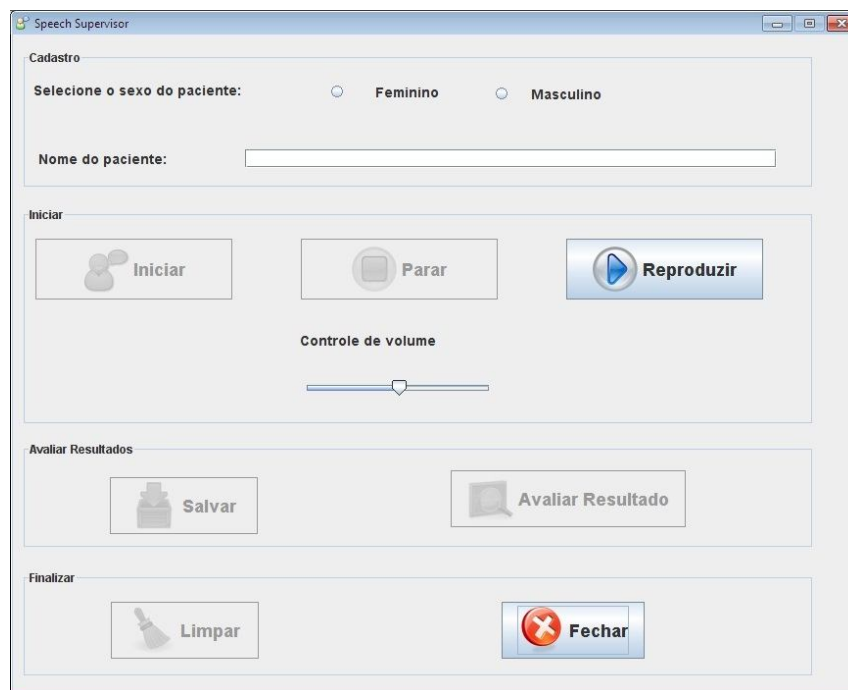 Speech Supervisor
Cadastro
Selecione o sexo do paciente: Feminino Masculino
Nome do paciente:
Iniciar
Iniciar Parar Reproduzir
Controle de volume
Avaliar Resultados
Salvar Avaliar Resultado
Finalizar
Limpar Fechar